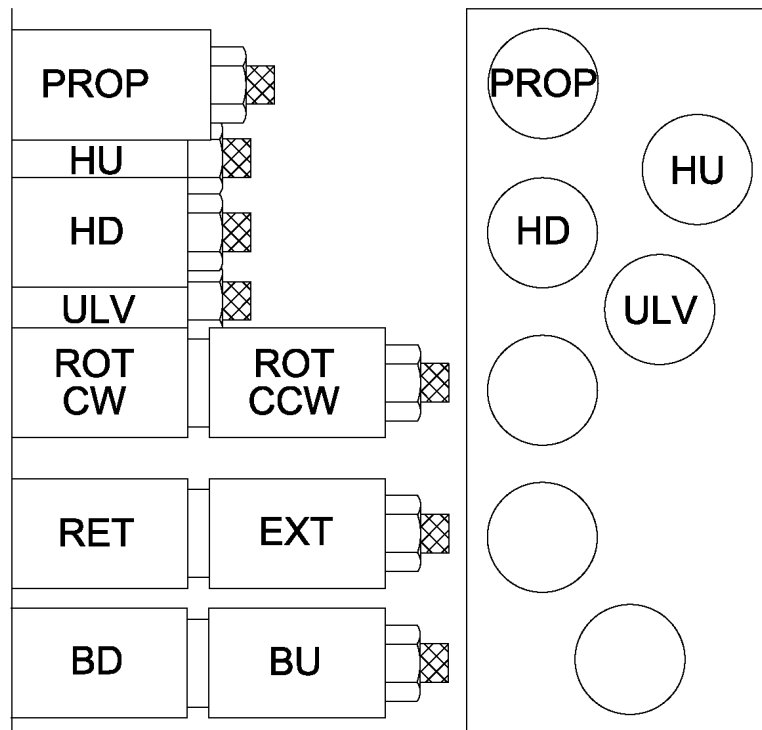 PROP
HU
HD
ULV
ROT CW
ROT CCW
RET
EXT
BD
BU
PROP
HU
HD
ULV